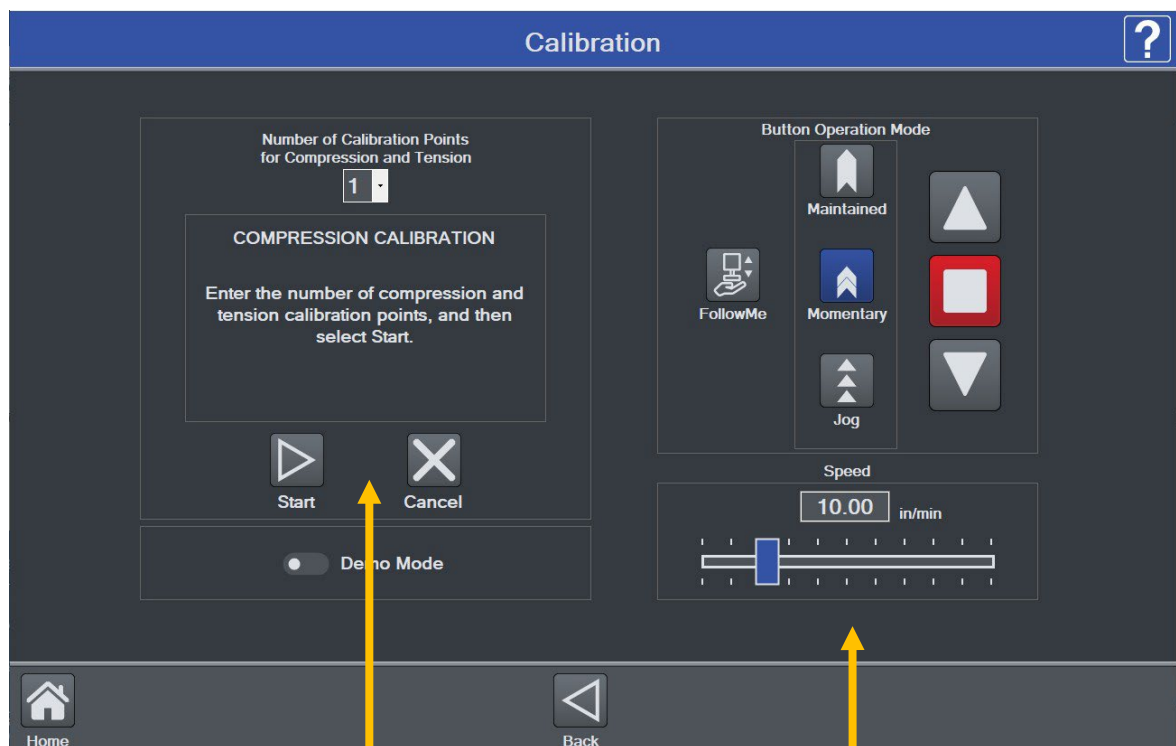 Calibration
?
Number of Calibration Points
for Compression and Tension
1
COMPRESSION CALIBRATION
Enter the number of compression and
tension calibration points, and then
select Start.
Start
Cancel
Demo Mode
Button Operation Mode
Maintained
FollowMe
Momentary
Jog
Speed
10.00 in/min
Home
Back